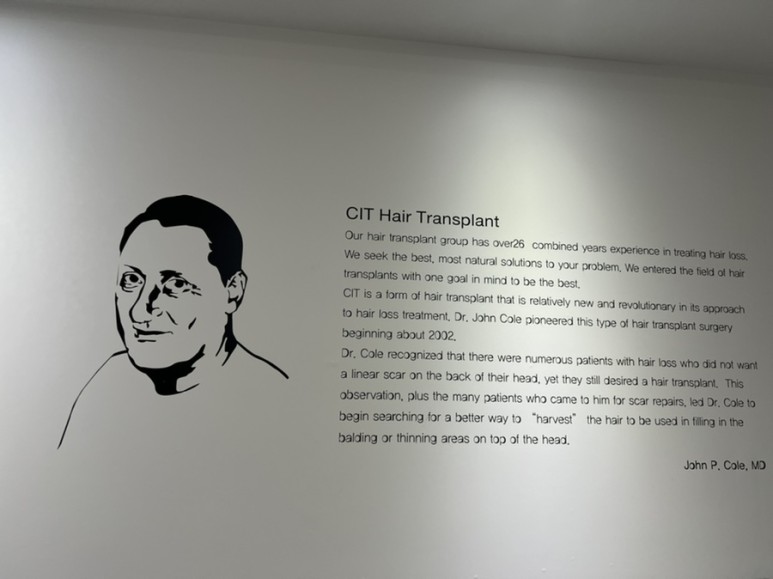 CIT Hair Transplant
Our hair transplant group has over26 combined years experience in treating hair loss.
We seek the best, most natural solutions to your problem. We entered the field of hair
transplants with one goal in mind to be the best.
CIT is a form of hair transplant that is relatively new and revolutionary in its approach
to hair loss treatment. Dr. John Cole pioneered this type of hair transplant surgery
beginning about 2002.
Dr. Cole recognized that there were numerous patients with hair loss who did not want
a linear scar on the back of their head, yet they still desired a hair transplant. This
observation, plus the many patients who came to him for scar repairs, led Dr. Cole to
begin searching for a better way to “harvest” the hair to be used in filling in the
balding or thinning areas on top of the head.
John P. Cole, MD